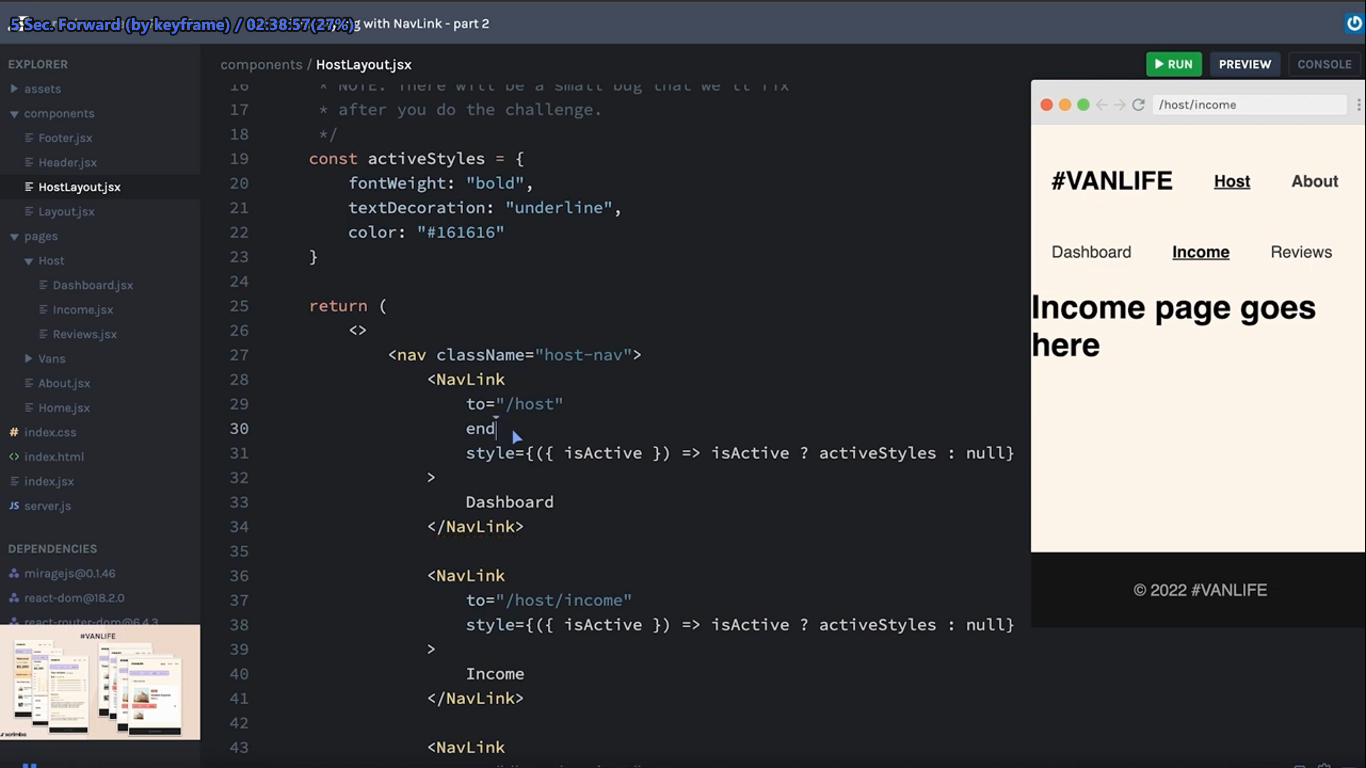 5 Sec. Forward (by keyframe) / 02:38:57(27%)
g with NavLink - part 2
EXPLORER
assets
components
Footer.jsx
Header.jsx
HostLayout.jsx
Layout.jsx
pages
Host
Dashboard.jsx
Income.jsx
Reviews.jsx
Vans
About.jsx
Home.jsx
# index.css
<> index.html
index.jsx
JS server.js
DEPENDENCIES
miragejs@0.1.46
react-dom@18.2.0
react-router-dom@6.4.3
#VANLIFE
scrimba
components / HostLayout.jsx
16 * NOTE: There will be a small bug that we'll fix
17 * after you do the challenge.
18 */
19 const activeStyles = {
20 fontWeight: "bold",
21 textDecoration: "underline",
22 color: "#161616"
23 }
24
25 return (
26 <>
27 <nav className="host-nav">
28 <NavLink
29 to="/host"
30 end
31 style={({ isActive }) => isActive ? activeStyles : null}
32 >
33 Dashboard
34 </NavLink>
35
36 <NavLink
37 to="/host/income"
38 style={({ isActive }) => isActive ? activeStyles : null}
39 >
40 Income
41 </NavLink>
42
43 <NavLink
RUN PREVIEW CONSOLE
/host/income
#VANLIFE Host About
Dashboard Income Reviews
Income page goes
here
© 2022 #VANLIFE